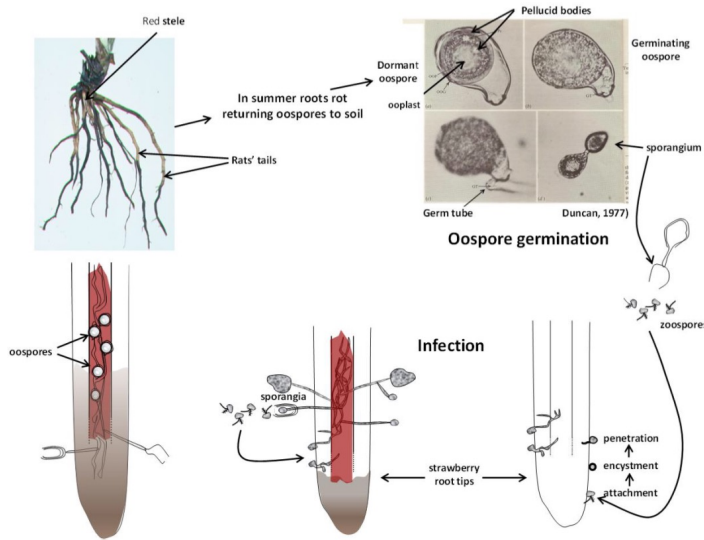 Red stele
Pellucid bodies
Dormant
oospore
ooplast
Germinating
oospore
In summer roots rot
returning oospores to soil
Rats' tails
sporangium
Germ tube
Duncan, 1977)
Oospore germination
zoospores
oospores
Infection
sporangia
strawberry
root tips
penetration
encystment
attachment